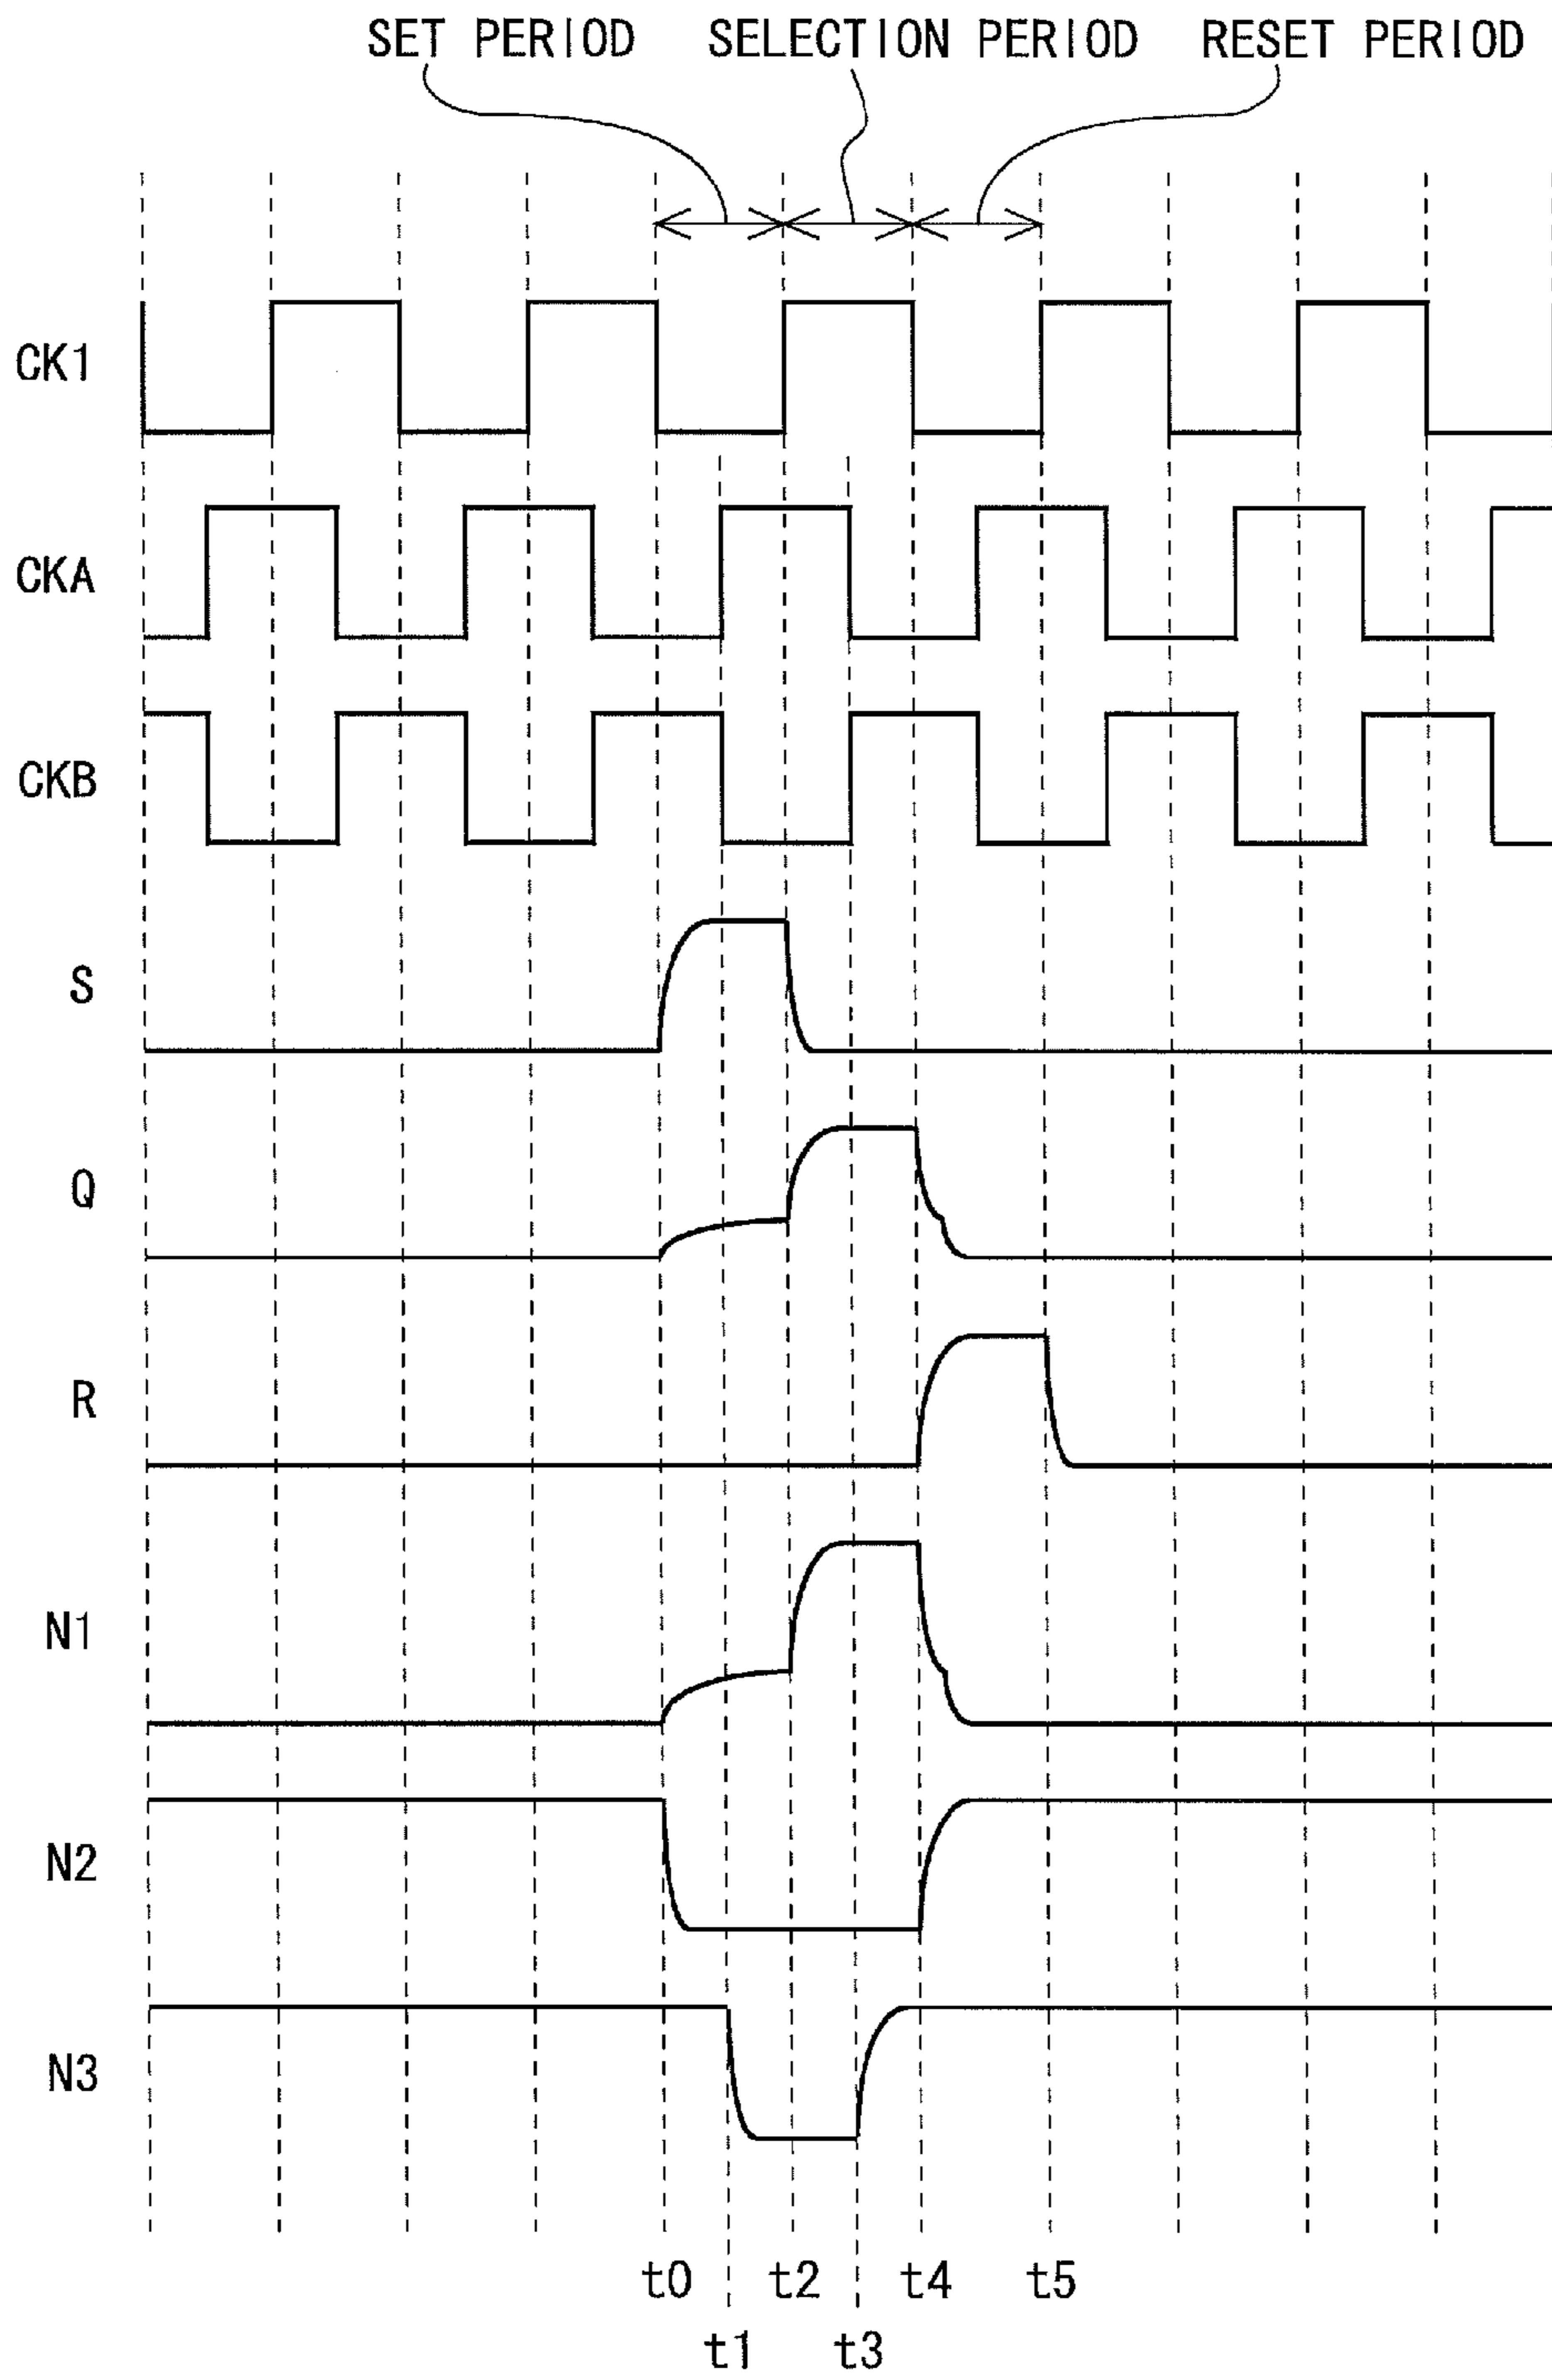 SET PERIOD SELECTION PERIOD RESET PERIOD
CK1
CKA
CKB
S
Q
R
N1
N2
N3
t0 t2 t4 t5
t1 t3